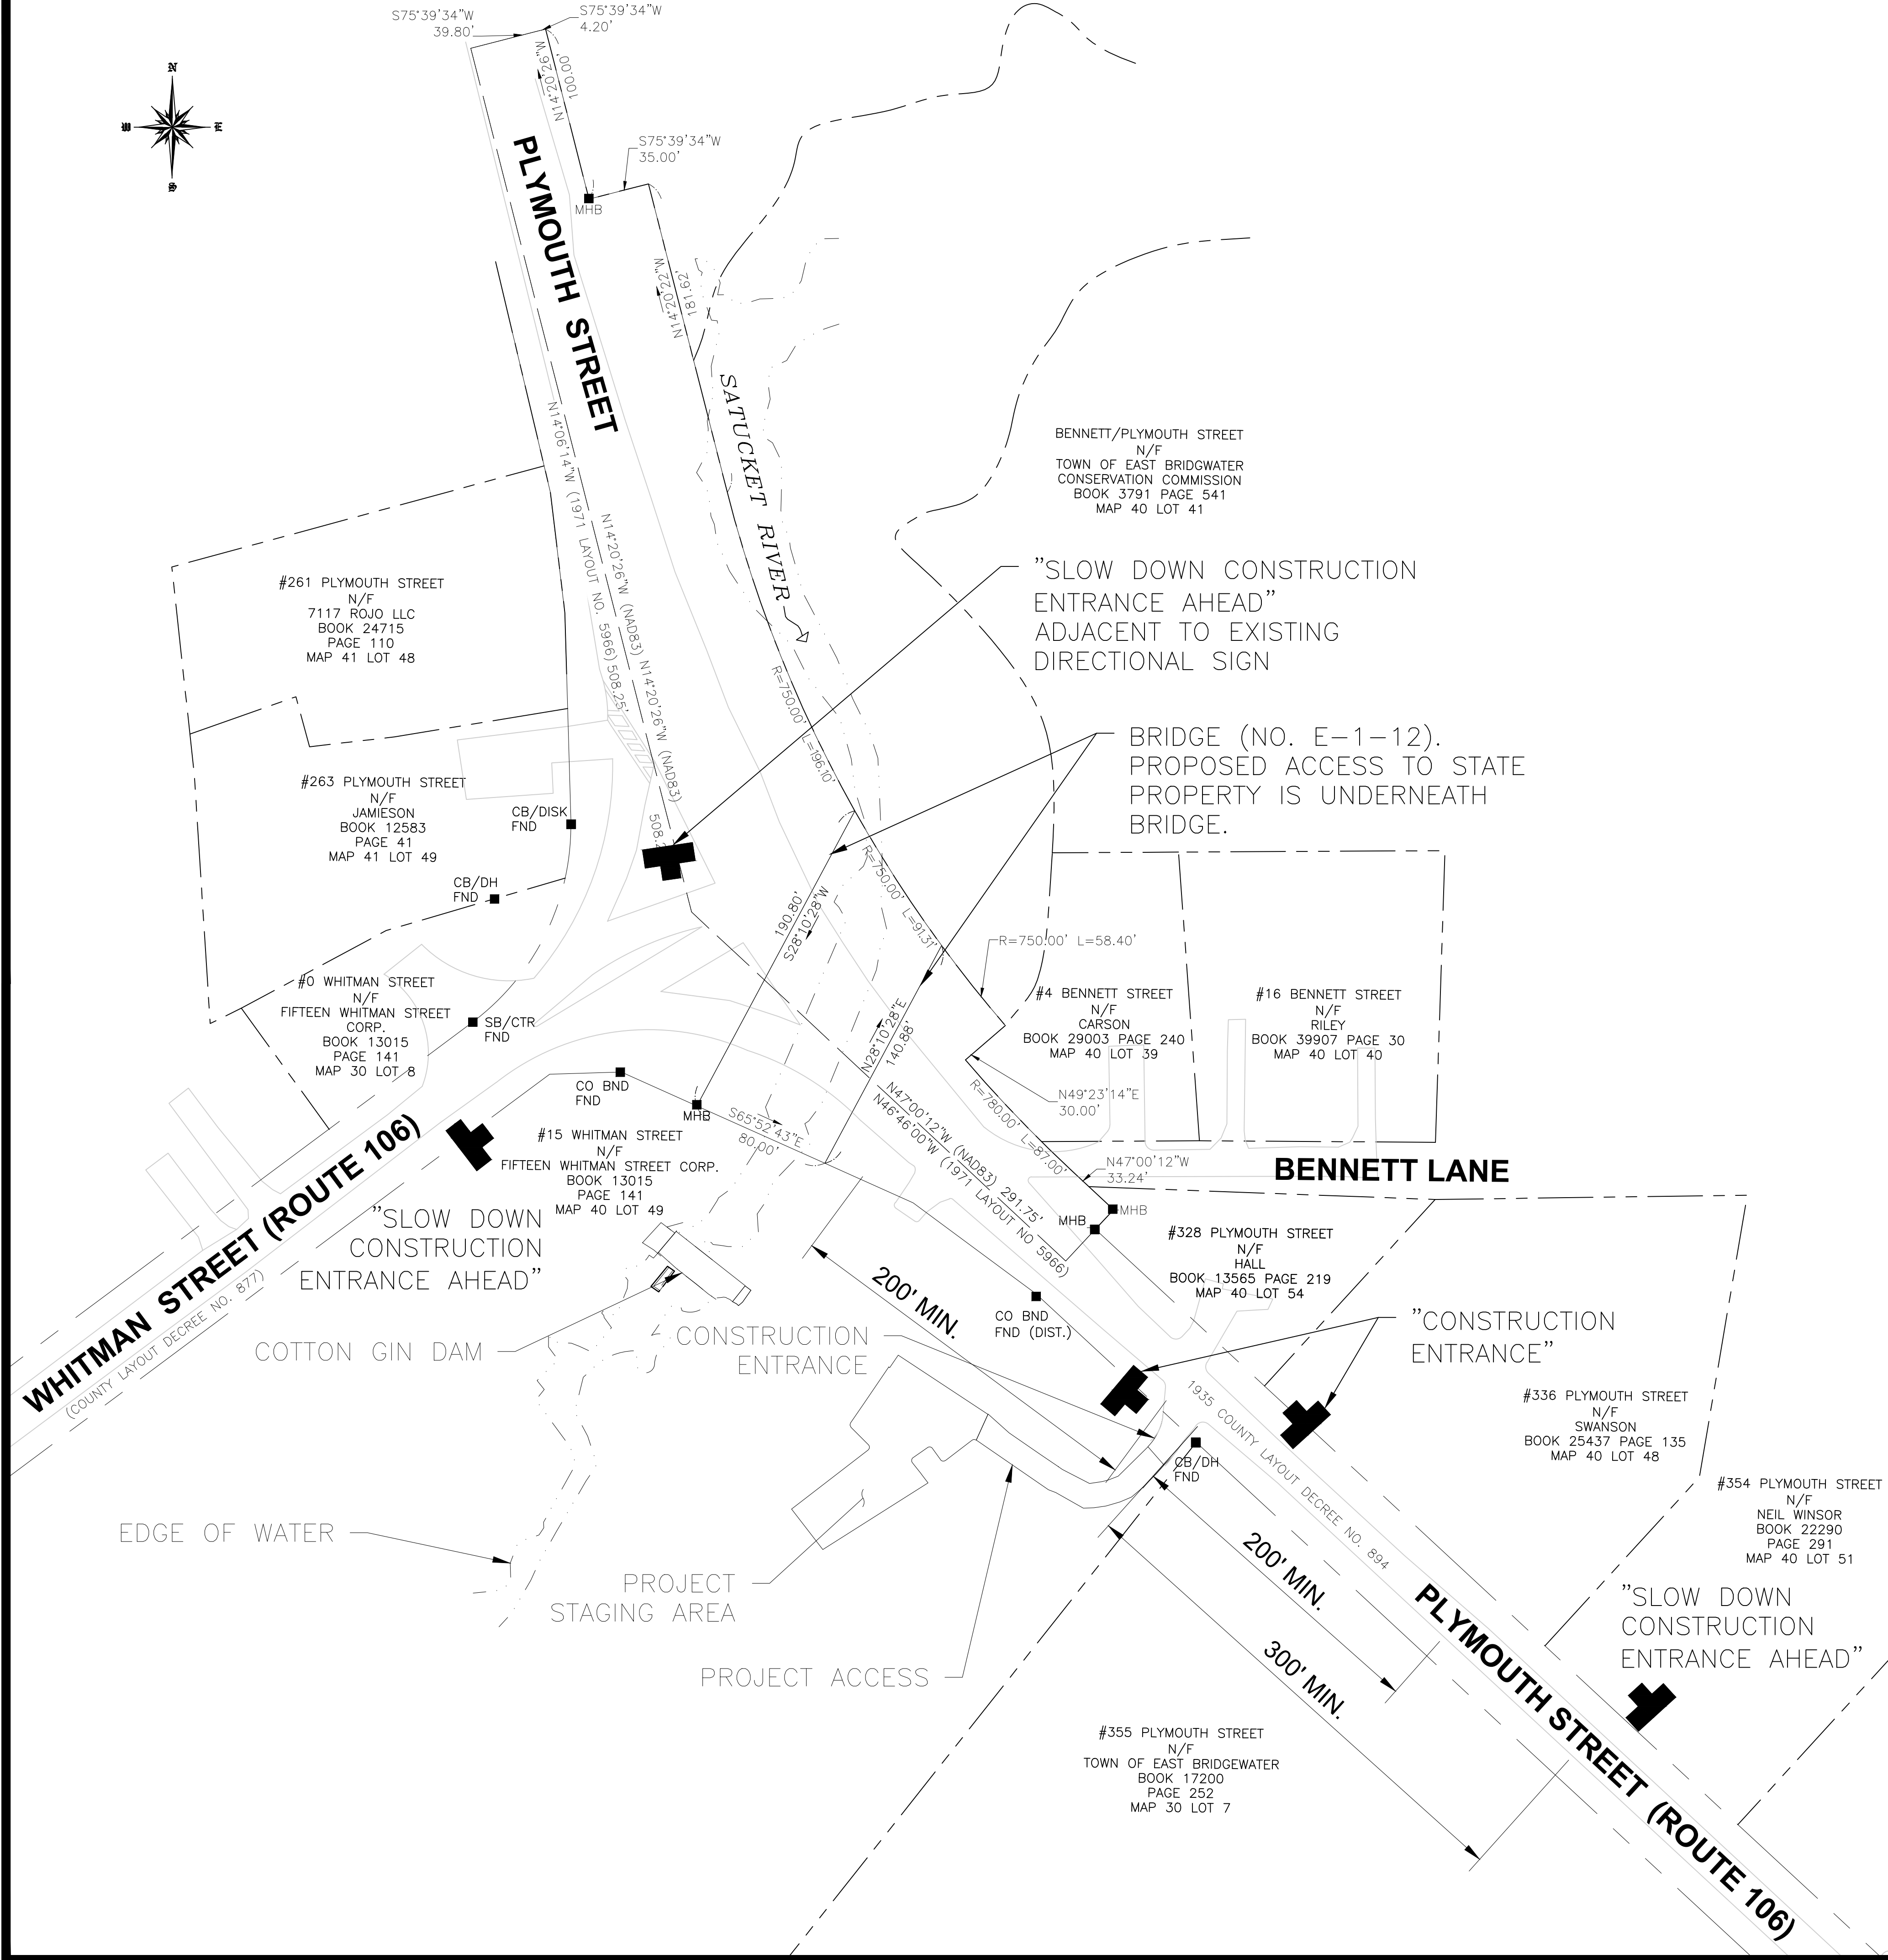 S75°39'34"W
39.80'
S75°39'34"W
4.20'
N14°20'26"W
100.00'
N
W
E
S
S75°39'34"W
35.00'
MHB
PLYMOUTH STREET
N14°20'22"W
181.62'
SATUCKET RIVER
N14°06'14"W (1971 LAYOUT NO. 5966) 508.25'
N14°20'26"W (NAD83) N14°20'26"W (NAD83)
BENNETT/PLYMOUTH STREET
N/F
TOWN OF EAST BRIDGWATER
CONSERVATION COMMISSION
BOOK 3791 PAGE 541
MAP 40 LOT 41
"SLOW DOWN CONSTRUCTION
ENTRANCE AHEAD"
ADJACENT TO EXISTING
DIRECTIONAL SIGN
#261 PLYMOUTH STREET
N/F
7117 ROJO LLC
BOOK 24715
PAGE 110
MAP 41 LOT 48
R=750.00' L=196.10'
BRIDGE (NO. E-1-12).
PROPOSED ACCESS TO STATE
PROPERTY IS UNDERNEATH
BRIDGE.
#263 PLYMOUTH STREET
N/F
JAMIESON
BOOK 12583
PAGE 41
MAP 41 LOT 49
CB/DISK
FND
508.2
CB/DH
FND
R=750.00' L=91.31'
190.80'
S28°10'28"W
R=750.00' L=58.40'
#0 WHITMAN STREET
N/F
FIFTEEN WHITMAN STREET
CORP.
BOOK 13015
PAGE 141
MAP 30 LOT 8
SB/CTR
FND
N28°10'28"E
140.88'
#4 BENNETT STREET
N/F
CARSON
BOOK 29003 PAGE 240
MAP 40 LOT 39
#16 BENNETT STREET
N/F
RILEY
BOOK 39907 PAGE 30
MAP 40 LOT 40
CO BND
FND
MHB
S65°52'43"E
80.00'
N49°23'14"E
30.00'
R=780.00' L=87.00'
N47°00'12"W (NAD83) 291.75'
N46°46'00"W (1971 LAYOUT NO 5966)
N47°00'12"W
33.24'
BENNETT LANE
#15 WHITMAN STREET
N/F
FIFTEEN WHITMAN STREET CORP.
BOOK 13015
PAGE 141
MAP 40 LOT 49
MHB
MHB
"SLOW DOWN
CONSTRUCTION
ENTRANCE AHEAD"
WHITMAN STREET (ROUTE 106)
(COUNTY LAYOUT DECREE NO. 877)
#328 PLYMOUTH STREET
N/F
HALL
BOOK 13565 PAGE 219
MAP 40 LOT 54
200' MIN.
CO BND
FND (DIST.)
COTTON GIN DAM
CONSTRUCTION
ENTRANCE
"CONSTRUCTION
ENTRANCE"
1935 COUNTY LAYOUT DECREE NO. 894
#336 PLYMOUTH STREET
N/F
SWANSON
BOOK 25437 PAGE 135
MAP 40 LOT 48
CB/DH
FND
#354 PLYMOUTH STREET
N/F
NEIL WINSOR
BOOK 22290
PAGE 291
MAP 40 LOT 51
EDGE OF WATER
PROJECT
STAGING AREA
200' MIN.
"SLOW DOWN
CONSTRUCTION
ENTRANCE AHEAD"
PROJECT ACCESS
300' MIN.
PLYMOUTH STREET (ROUTE 106)
#355 PLYMOUTH STREET
N/F
TOWN OF EAST BRIDGEWATER
BOOK 17200
PAGE 252
MAP 30 LOT 7